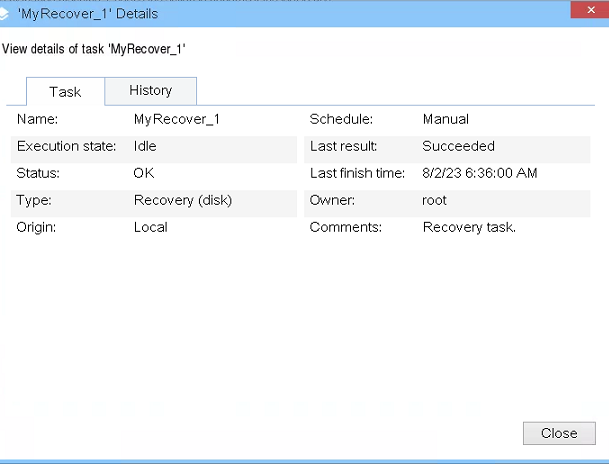 'MyRecover_1' Details
View details of task 'MyRecover_1'
Task History
Name: MyRecover_1 Schedule: Manual
Execution state: Idle Last result: Succeeded
Status: OK Last finish time: 8/2/23 6:36:00 AM
Type: Recovery (disk) Owner: root
Origin: Local Comments: Recovery task.
Close